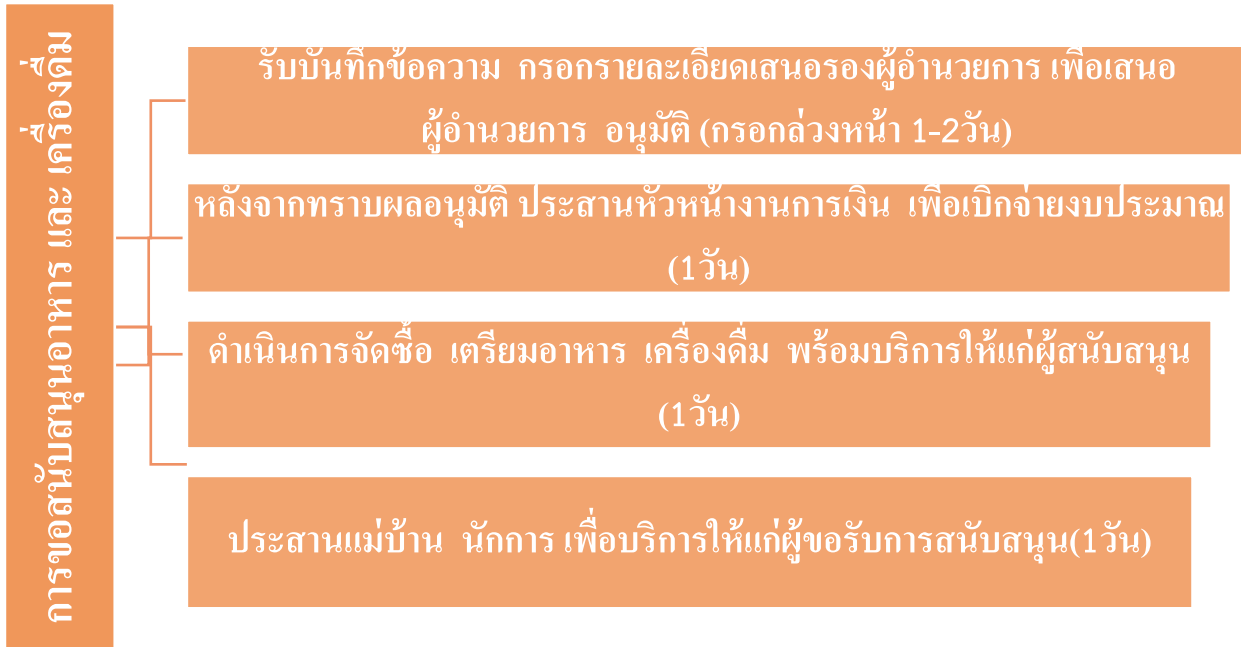 การขอสนับสนุนอาหาร และ เครื่องดื่ม
รับบันทึกข้อความ กรอกรายละเอียดเสนอรองผู้อำนวยการ เพื่อเสนอ
ผู้อำนวยการ อนุมัติ (กรอกล่วงหน้า 1-2วัน)
หลังจากทราบผลอนุมัติ ประสานหัวหน้างานการเงิน เพื่อเบิกจ่ายงบประมาณ
(1วัน)
ดำเนินการจัดซื้อ เตรียมอาหาร เครื่องดื่ม พร้อมบริการให้แก่ผู้สนับสนุน
(1วัน)
ประสานแม่บ้าน นักการ เพื่อบริการให้แก่ผู้ขอรับการสนับสนุน(1วัน)